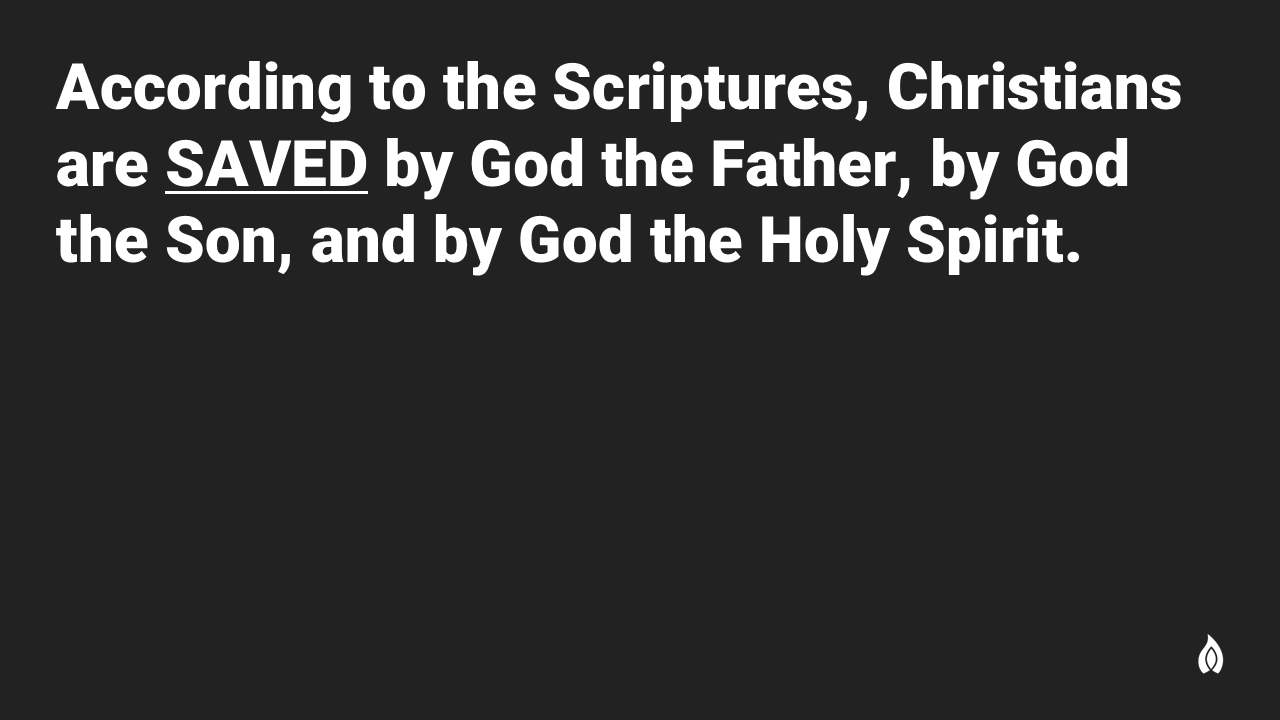 According to the Scriptures, Christians
are SAVED by God the Father, by God
the Son, and by God the Holy Spirit.